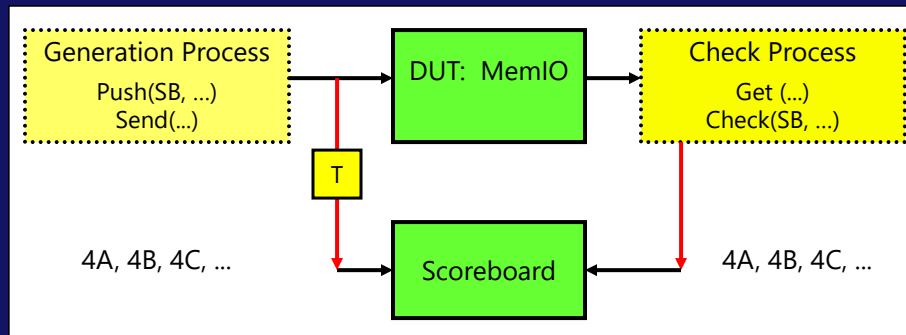 Generation Process
Push(SB, ...)
Send(...)
DUT: MemIO
Check Process
Get (...)
Check(SB, ...)
T
4A, 4B, 4C, ...
Scoreboard
4A, 4B, 4C, ...